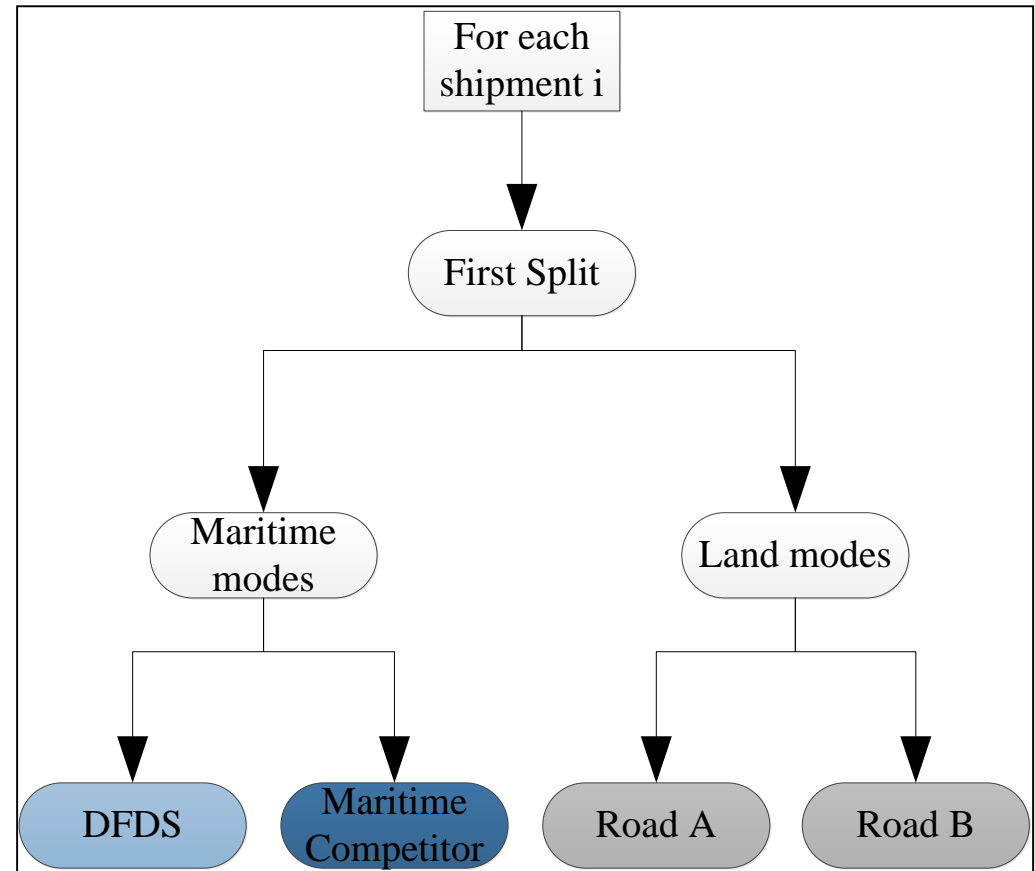 For each
shipment i
First Split
Maritime
modes
Land modes
DFDS
Maritime
Competitor
Road A
Road B